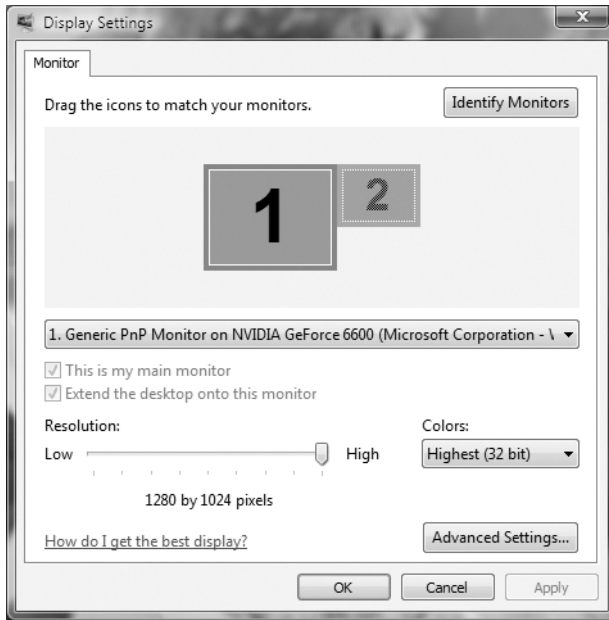 Display Settings
Monitor
Drag the icons to match your monitors.
Identify Monitors
1
2
1. Generic PnP Monitor on NVIDIA GeForce 6600 (Microsoft Corporation - \
This is my main monitor
Extend the desktop onto this monitor
Resolution:
Colors:
Low
High
Highest (32 bit)
1280 by 1024 pixels
How do I get the best display?
Advanced Settings...
OK
Cancel
Apply